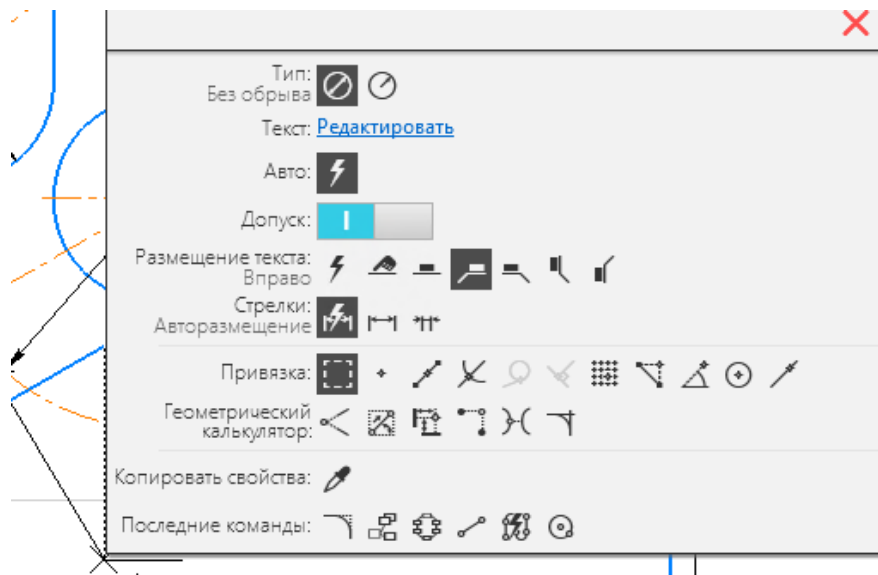 Тип:
Без обрыва
Текст: Редактировать
Авто:
Допуск:
Размещение текста:
Вправо
Стрелки:
Авторазмещение
Привязка:
Геометрический
калькулятор:
Копировать свойства:
Последние команды: